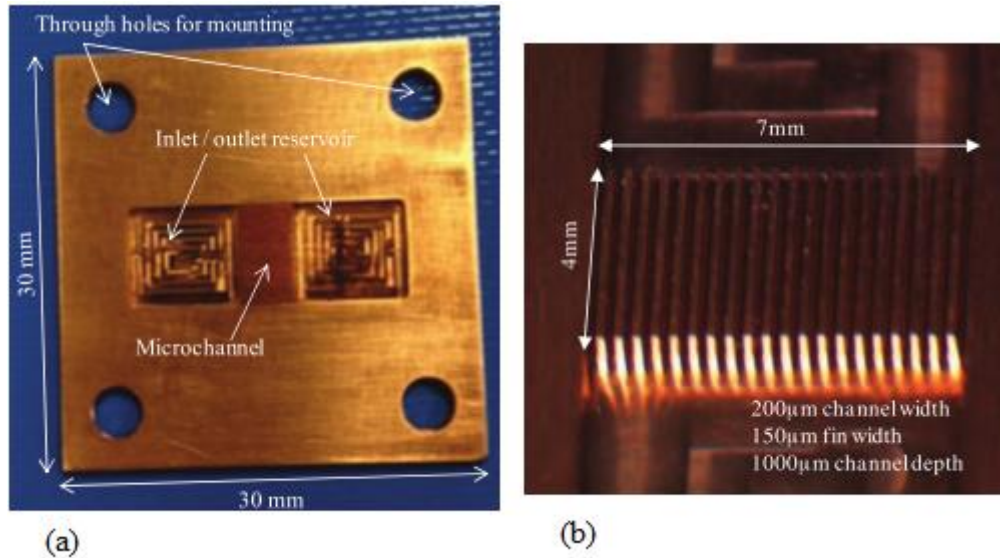 Through holes for mounting
Inlet / outlet reservoir
30 mm
Microchannel
30 mm
(a)
7mm
4mm
200μm channel width
150μm fin width
1000μm channel depth
(b)